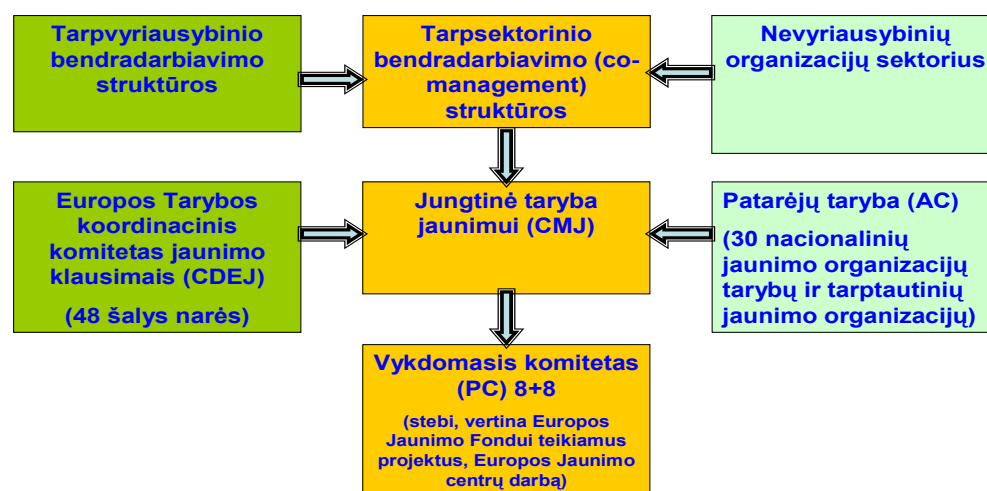 Tarpvyriausybinio
bendradarbiavimo
struktūros
Tarpsektorinio
bendradarbiavimo (co-
management)
struktūros
Nevyriausybinių
organizacijų sektorius
Europos Tarybos
koordinacinis
komitetas jaunimo
klausimais (CDEJ)
(48 šalys narės)
Jungtinė taryba
jaunimui (CMJ)
Patarėjų taryba (AC)
(30 nacionalinių
jaunimo organizacijų
tarybų ir tarptautinių
jaunimo organizacijų)
Vykdomasis komitetas
(PC) 8+8
(stebi, vertina Europos
Jaunimo Fondui teikiamus
projektus, Europos Jaunimo
centrų darbą)